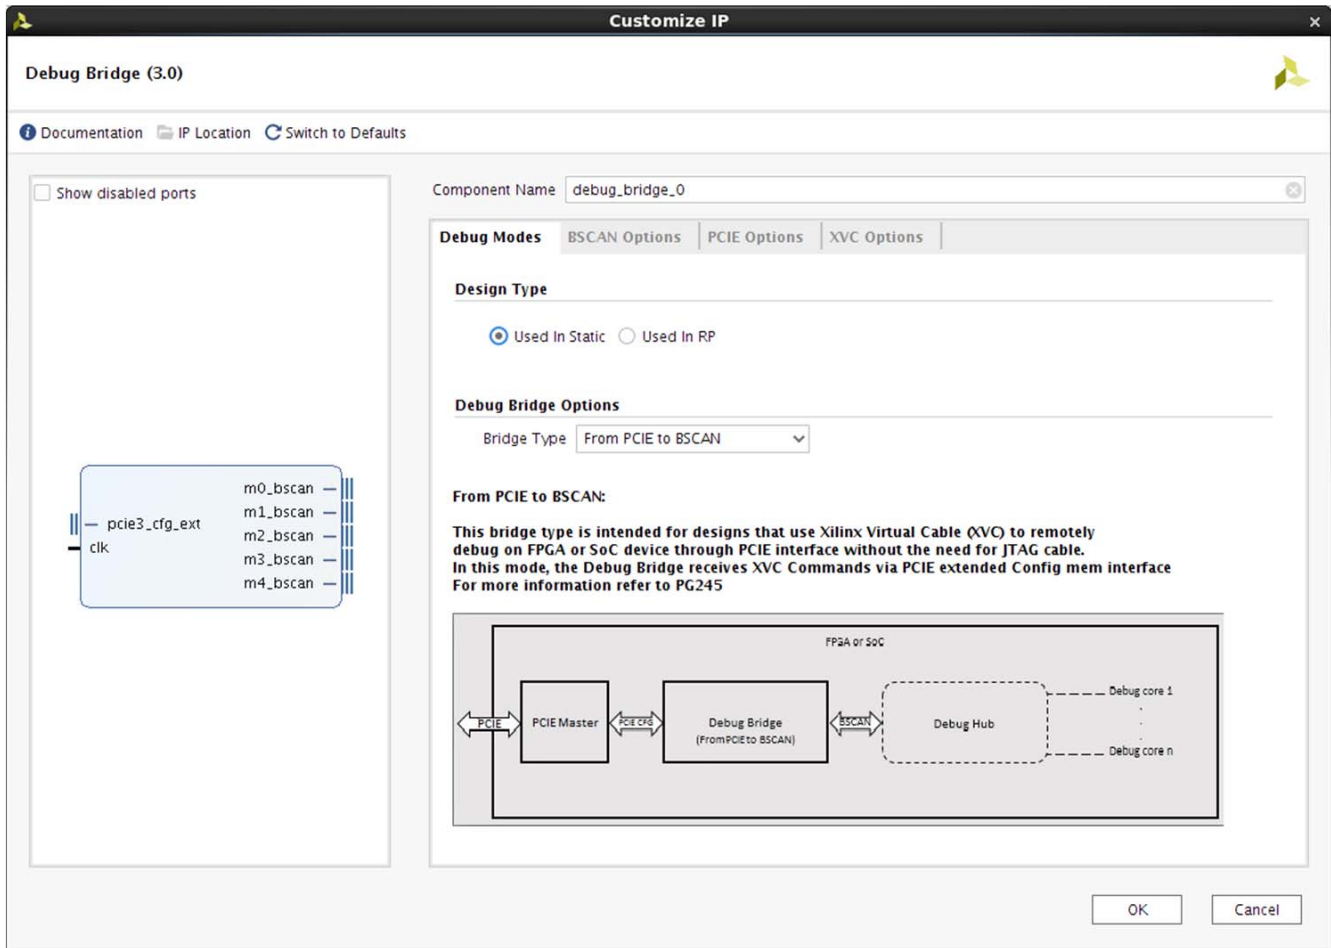 Customize IP
Debug Bridge (3.0)
Documentation IP Location Switch to Defaults
Show disabled ports
m0_bscan
m1_bscan
pcie3_cfg_ext
m2_bscan
clk
m3_bscan
m4_bscan
Component Name debug_bridge_0
Debug Modes BSCAN Options PCIE Options XVC Options
Design Type
Used In Static Used In RP
Debug Bridge Options
Bridge Type From PCIE to BSCAN
From PCIE to BSCAN:
This bridge type is intended for designs that use Xilinx Virtual Cable (XVC) to remotely
debug on FPGA or SoC device through PCIE interface without the need for JTAG cable.
In this mode, the Debug Bridge receives XVC Commands via PCIE extended Config mem interface
For more information refer to PG245
FPGA or SoC
PCIE
PCIE Master
PCIE CFG
Debug Bridge
(From PCIE to BSCAN)
BSCAN
Debug Hub
Debug core 1
Debug core n
OK Cancel